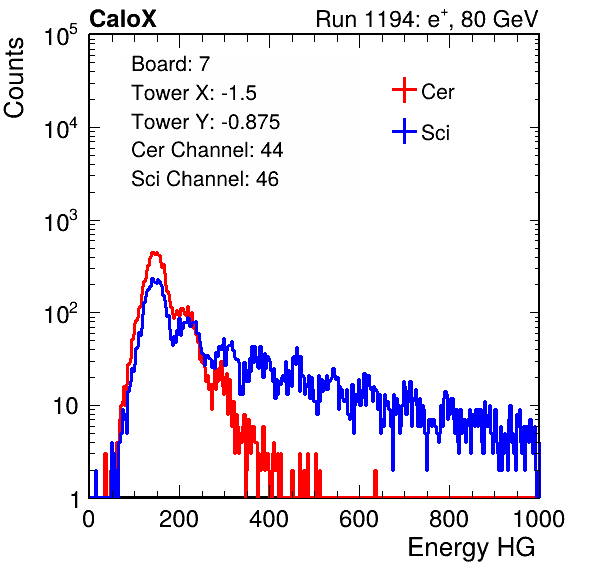 CaloX Run 1194: e⁺, 80 GeV
Counts
10⁵
10⁴
10³
10²
10
1
Board: 7
Tower X: -1.5
Tower Y: -0.875
Cer Channel: 44
Sci Channel: 46
Cer
Sci
0 200 400 600 800 1000
Energy HG